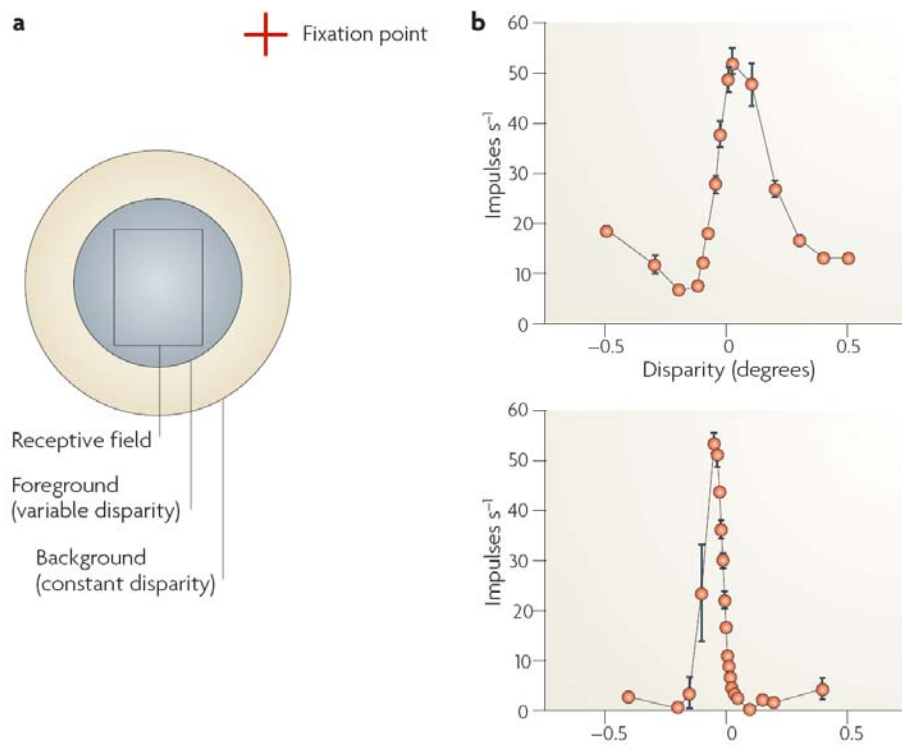 a
Fixation point
Receptive field
Foreground
(variable disparity)
Background
(constant disparity)
b
Impulses s⁻¹
60
50
40
30
20
10
0
−0.5
0
0.5
Disparity (degrees)
Impulses s⁻¹
60
50
40
30
20
10
0
−0.5
0
0.5